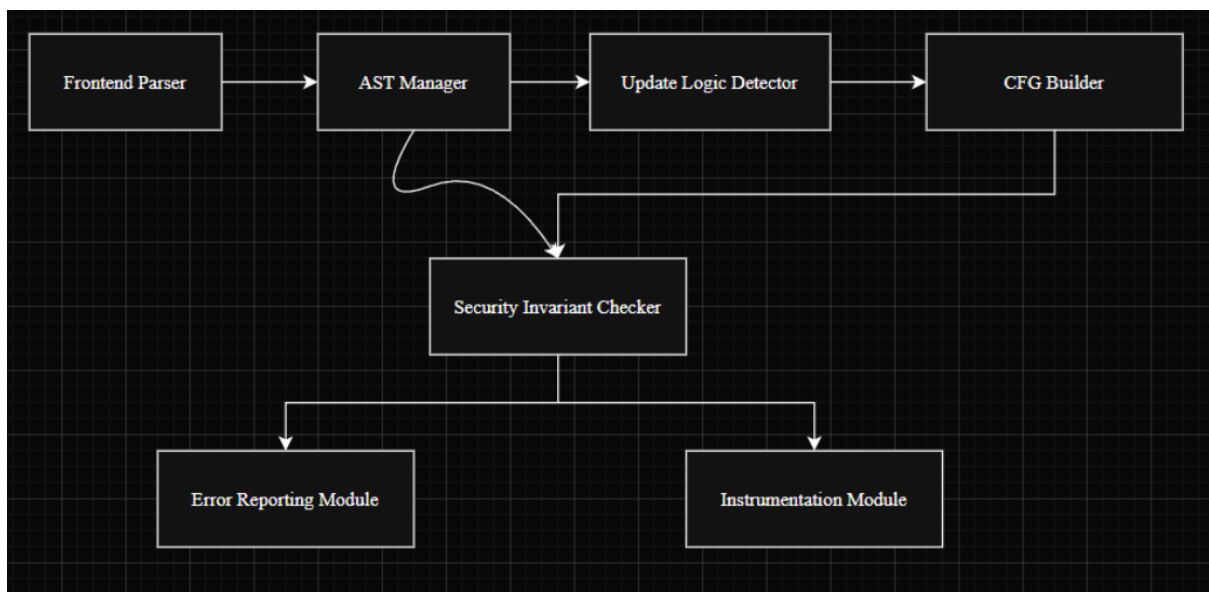 Frontend Parser
AST Manager
Update Logic Detector
CFG Builder
Security Invariant Checker
Error Reporting Module
Instrumentation Module